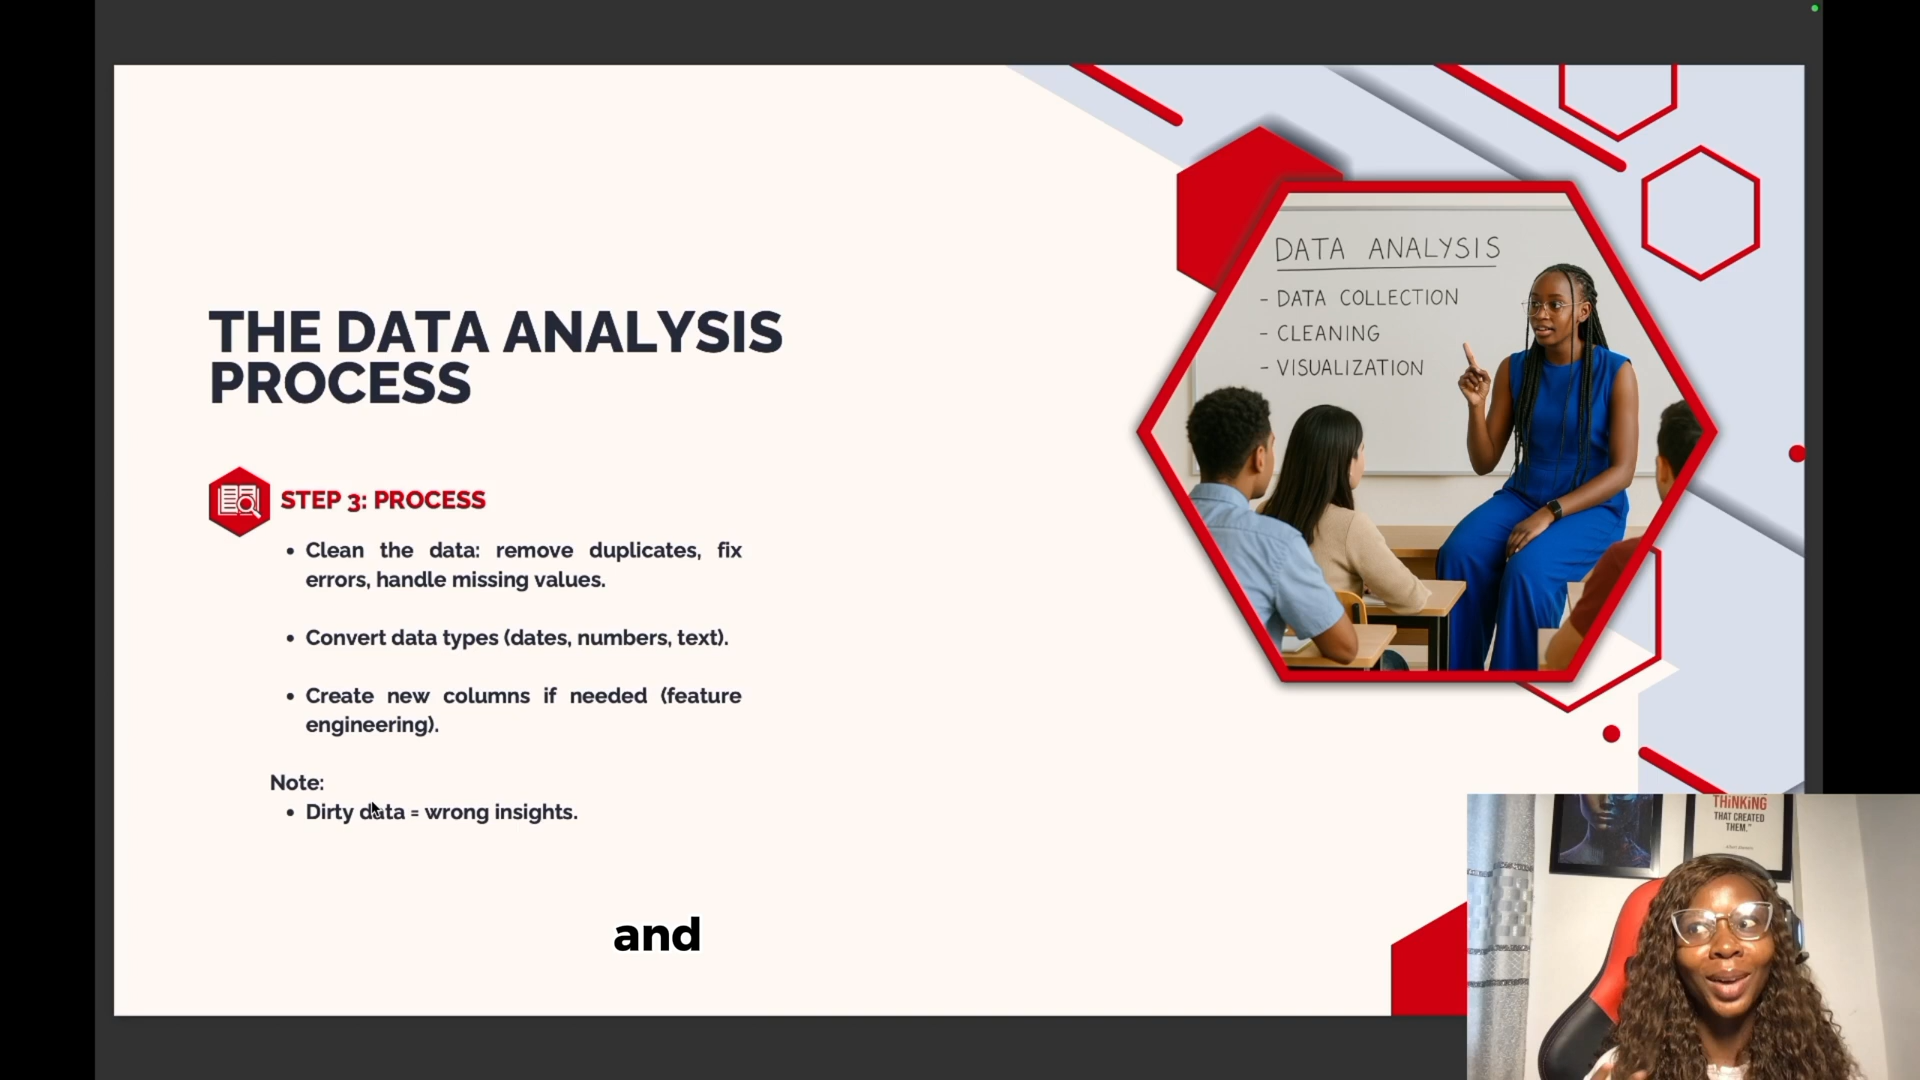 THE DATA ANALYSIS
PROCESS
STEP 3: PROCESS
• Clean the data: remove duplicates, fix
errors, handle missing values.
• Convert data types (dates, numbers, text).
• Create new columns if needed (feature
engineering).
Note:
• Dirty data = wrong insights.
DATA ANALYSIS
- DATA COLLECTION
- CLEANING
- VISUALIZATION
THiNKiNG
THAT CREATED
THEM."
and